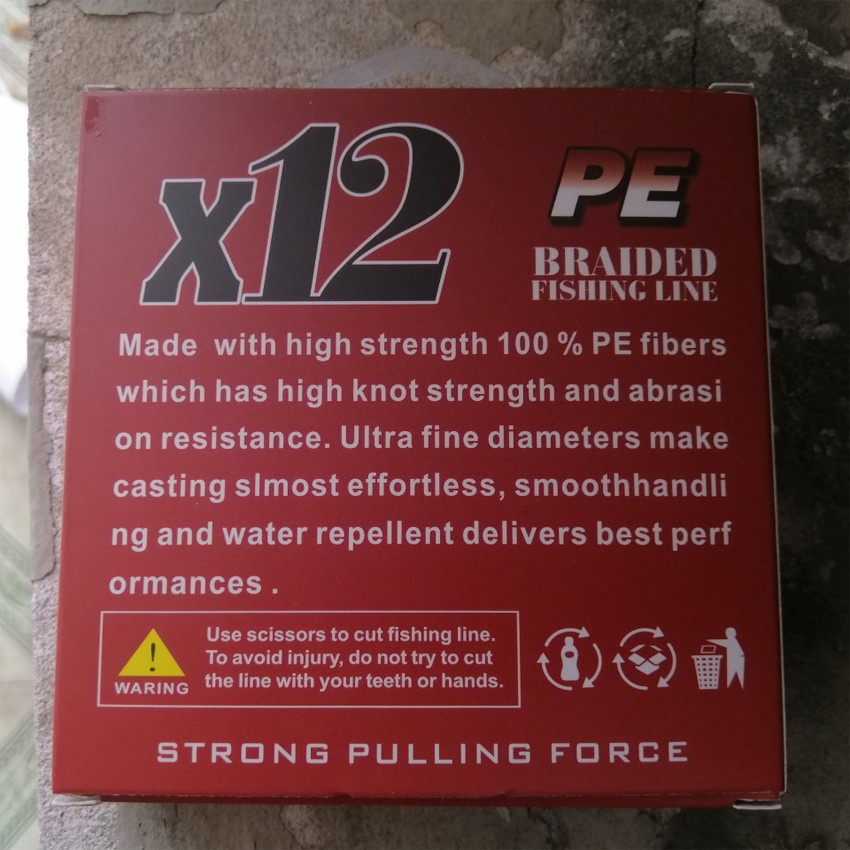 x12
PE
BRAIDED
FISHING LINE
Made with high strength 100 % PE fibers
which has high knot strength and abrasi
on resistance. Ultra fine diameters make
casting slmost effortless, smoothhandli
ng and water repellent delivers best perf
ormances .
!
WARING
Use scissors to cut fishing line.
To avoid injury, do not try to cut
the line with your teeth or hands.
STRONG PULLING FORCE